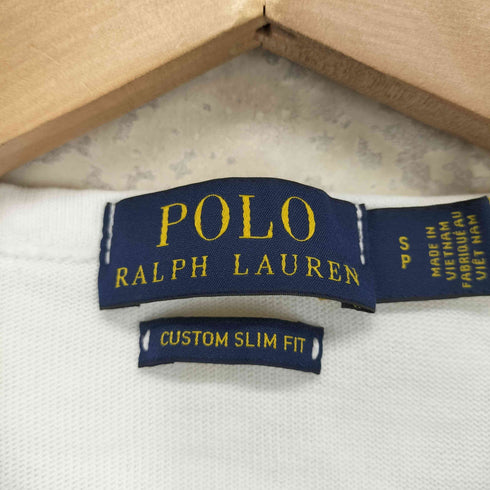 POLO
RALPH LAUREN
CUSTOM SLIM FIT
S
P
MADE IN
VIETNAM
FABRIQUÉ AU
VIÊT NAM